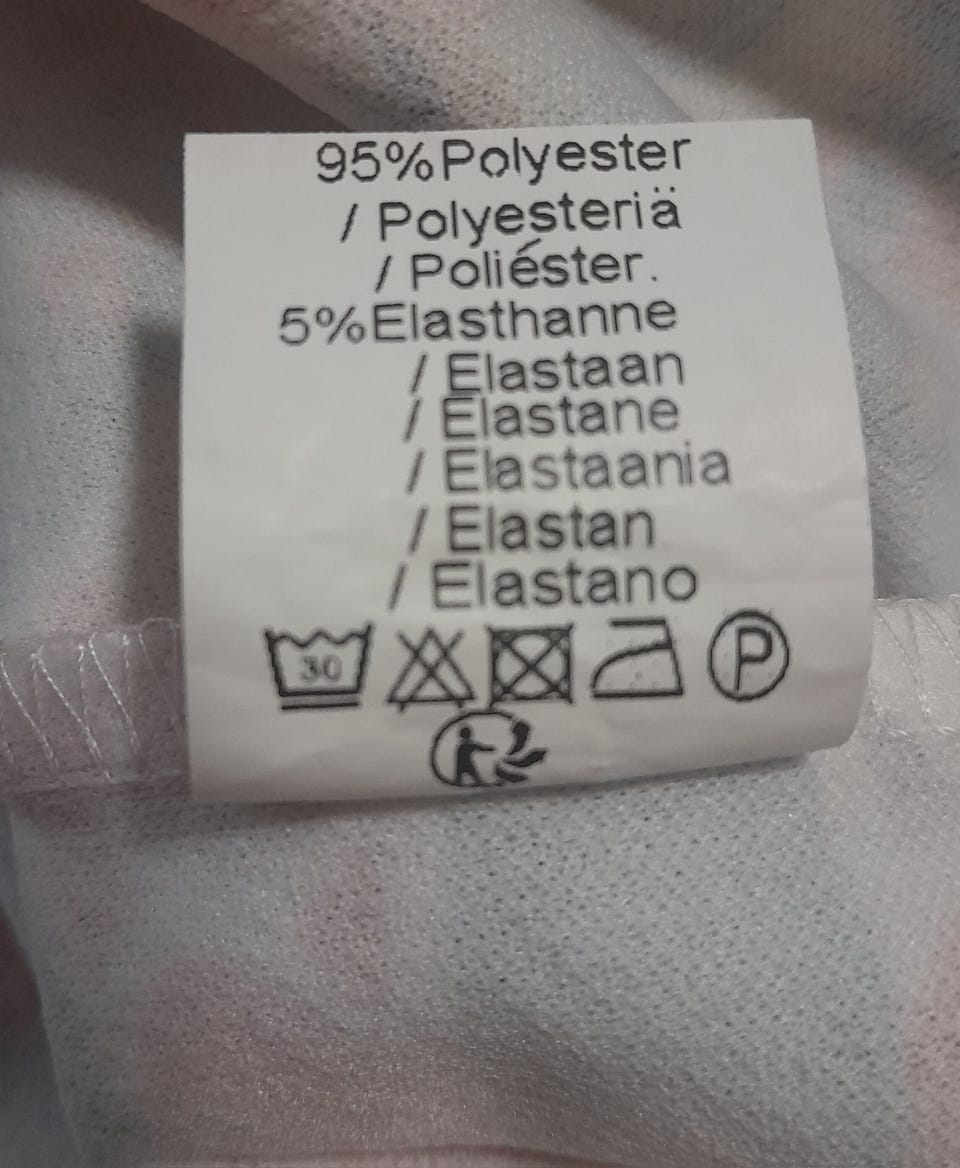 95%Polyester
/ Polyesteriä
/ Poliéster.
5%Elasthanne
/ Elastaan
/ Elastane
/ Elastaania
/ Elastan
/ Elastano
30 P